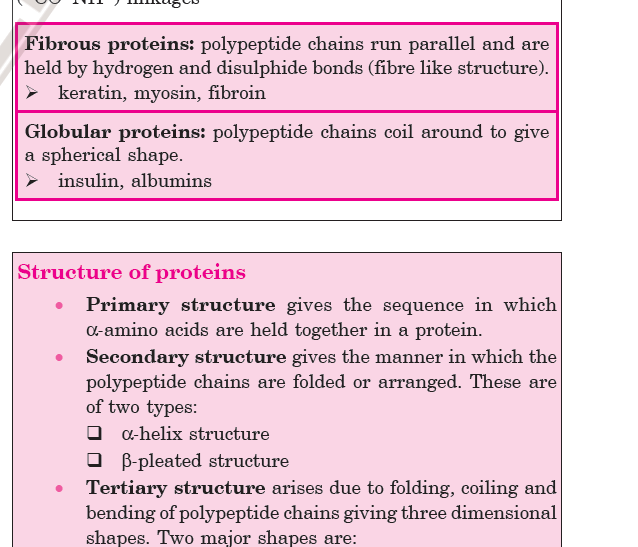 (–CO–NH–) linkages
Fibrous proteins: polypeptide chains run parallel and are
held by hydrogen and disulphide bonds (fibre like structure).
➢ keratin, myosin, fibroin
Globular proteins: polypeptide chains coil around to give
a spherical shape.
➢ insulin, albumins
Structure of proteins
• Primary structure gives the sequence in which
α-amino acids are held together in a protein.
• Secondary structure gives the manner in which the
polypeptide chains are folded or arranged. These are
of two types:
❑ α-helix structure
❑ β-pleated structure
• Tertiary structure arises due to folding, coiling and
bending of polypeptide chains giving three dimensional
shapes. Two major shapes are: